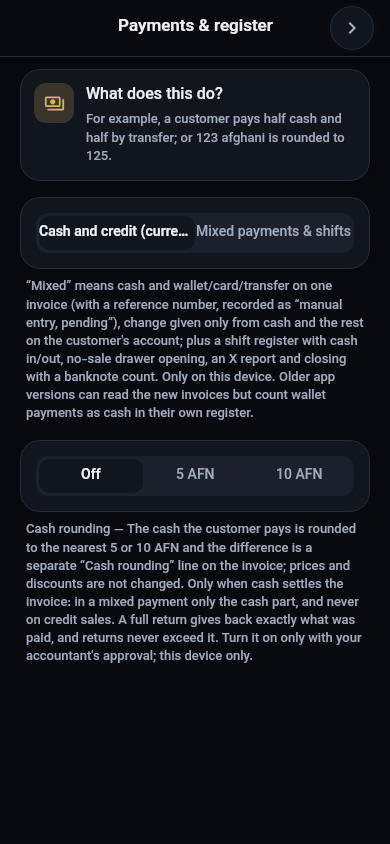 Payments & register
What does this do?
For example, a customer pays half cash and
half by transfer; or 123 afghani is rounded to
125.
Cash and credit (curre…
Mixed payments & shifts
“Mixed” means cash and wallet/card/transfer on one
invoice (with a reference number, recorded as “manual
entry, pending”), change given only from cash and the rest
on the customer's account; plus a shift register with cash
in/out, no-sale drawer opening, an X report and closing
with a banknote count. Only on this device. Older app
versions can read the new invoices but count wallet
payments as cash in their own register.
Off
5 AFN
10 AFN
Cash rounding — The cash the customer pays is rounded
to the nearest 5 or 10 AFN and the difference is a
separate “Cash rounding” line on the invoice; prices and
discounts are not changed. Only when cash settles the
invoice: in a mixed payment only the cash part, and never
on credit sales. A full return gives back exactly what was
paid, and returns never exceed it. Turn it on only with your
accountant's approval; this device only.